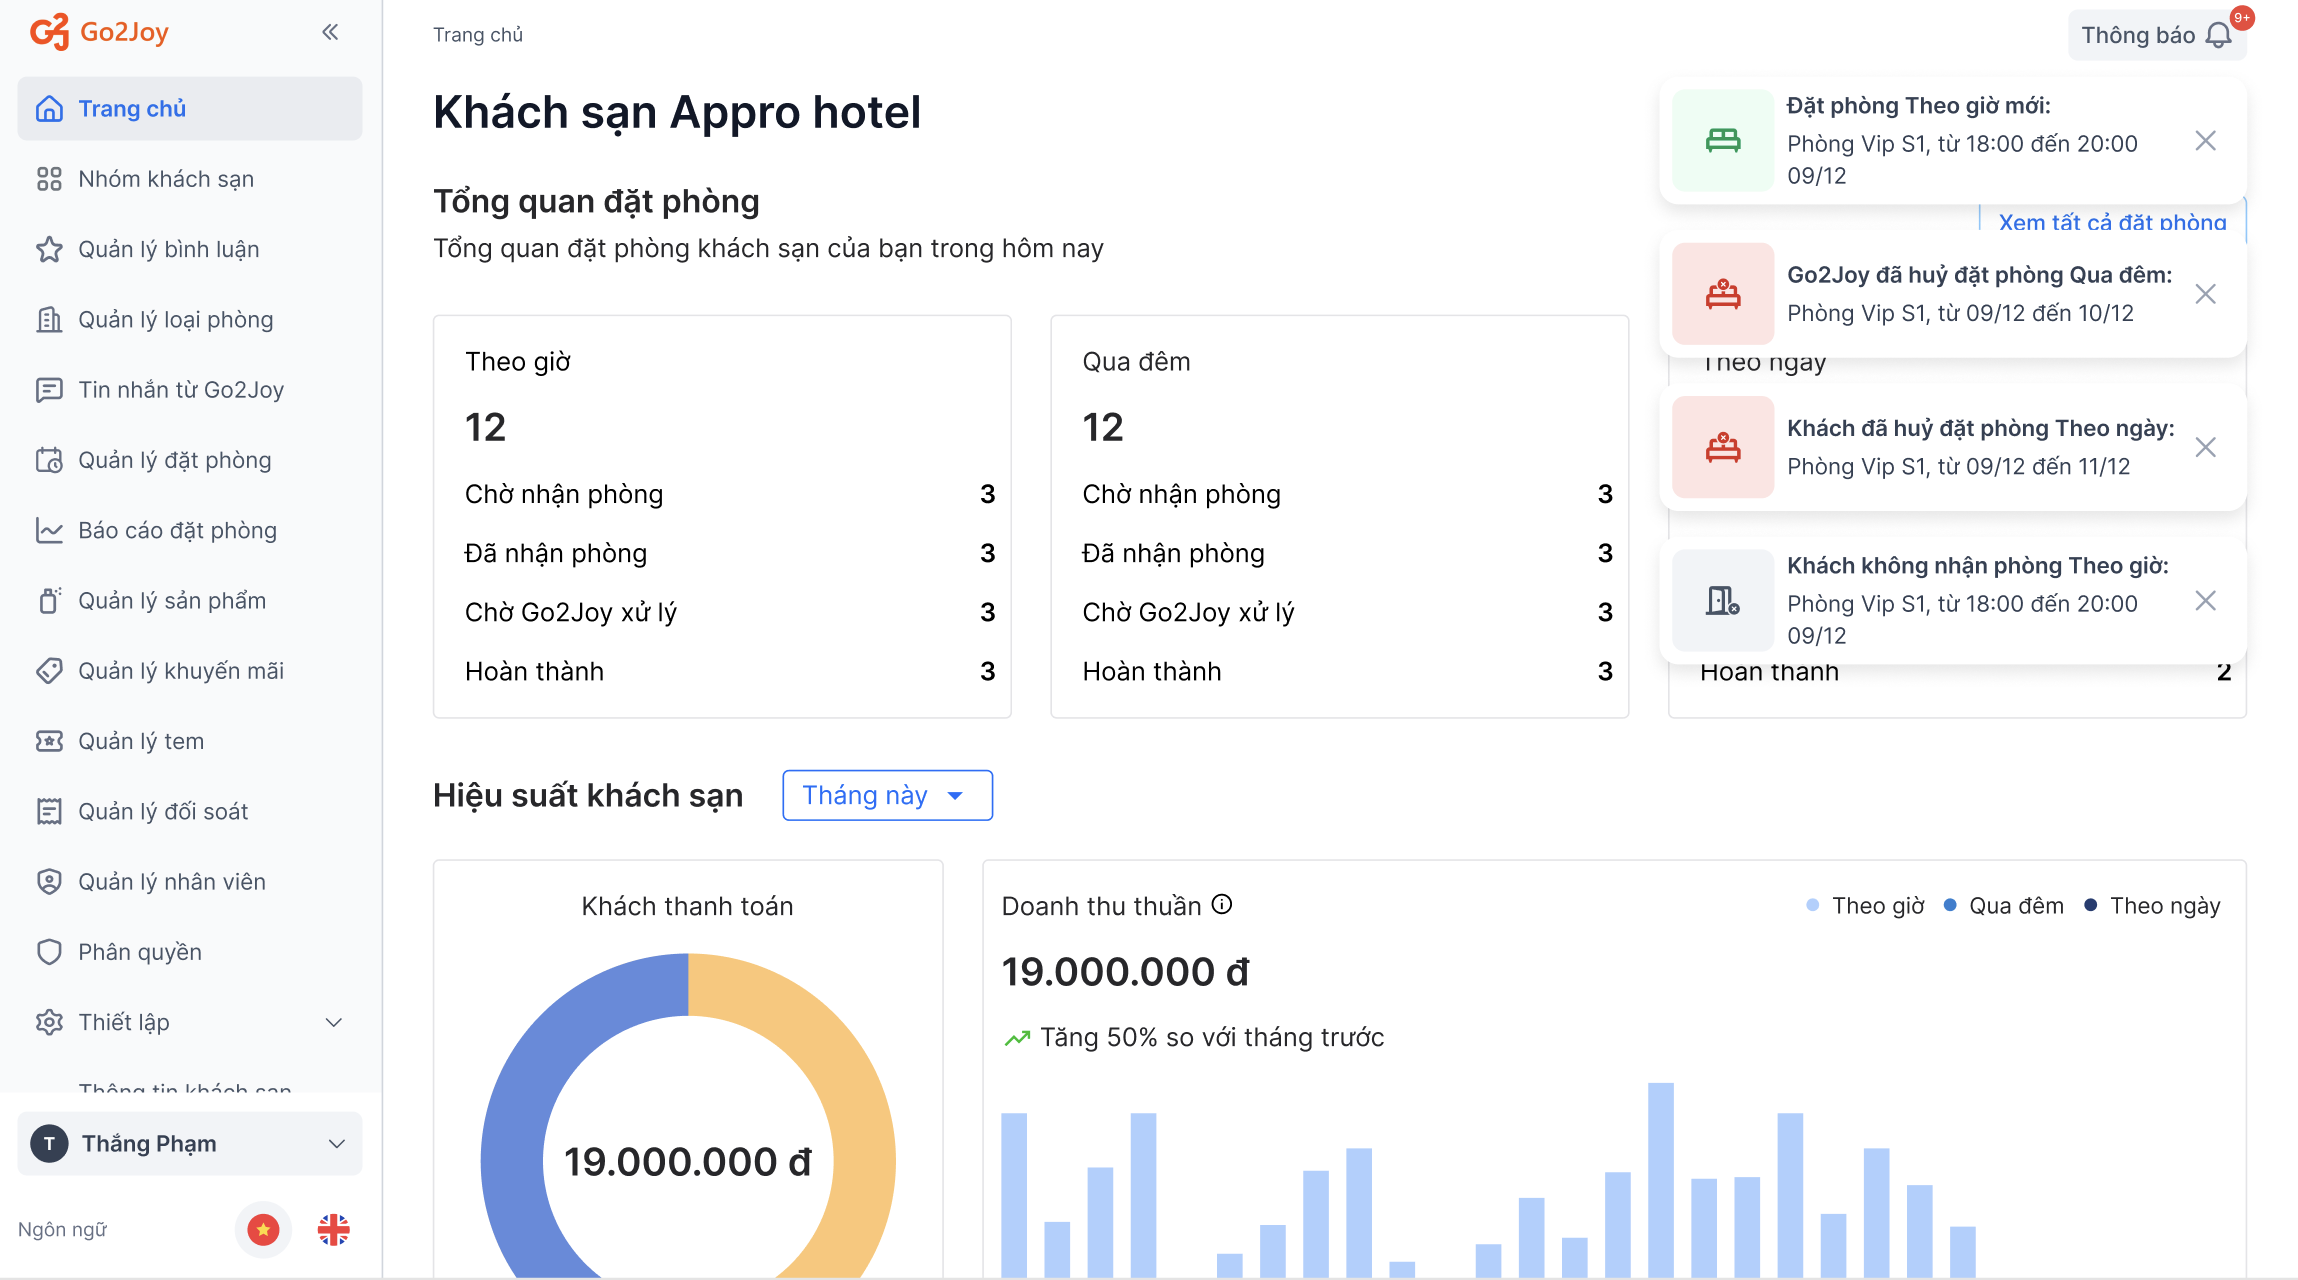 Go2Joy
Trang chủ
Nhóm khách sạn
Quản lý bình luận
Quản lý loại phòng
Tin nhắn từ Go2Joy
Quản lý đặt phòng
Báo cáo đặt phòng
Quản lý sản phẩm
Quản lý khuyến mãi
Quản lý tem
Quản lý đối soát
Quản lý nhân viên
Phân quyền
Thiết lập
Thông tin khách sạn
T Thắng Phạm
Ngôn ngữ
Trang chủ
Thông báo 9+
Khách sạn Appro hotel
Tổng quan đặt phòng
Tổng quan đặt phòng khách sạn của bạn trong hôm nay
Xem tất cả đặt phòng
Đặt phòng Theo giờ mới:
Phòng Vip S1, từ 18:00 đến 20:00
09/12
Go2Joy đã huỷ đặt phòng Qua đêm:
Phòng Vip S1, từ 09/12 đến 10/12
Khách đã huỷ đặt phòng Theo ngày:
Phòng Vip S1, từ 09/12 đến 11/12
Khách không nhận phòng Theo giờ:
Phòng Vip S1, từ 18:00 đến 20:00
09/12
Theo giờ
12
Chờ nhận phòng 3
Đã nhận phòng 3
Chờ Go2Joy xử lý 3
Hoàn thành 3
Qua đêm
12
Chờ nhận phòng 3
Đã nhận phòng 3
Chờ Go2Joy xử lý 3
Hoàn thành 3
Theo ngày
Hoàn thành 2
Hiệu suất khách sạn
Tháng này
Khách thanh toán
19.000.000 đ
Doanh thu thuần
Theo giờ
Qua đêm
Theo ngày
19.000.000 đ
Tăng 50% so với tháng trước